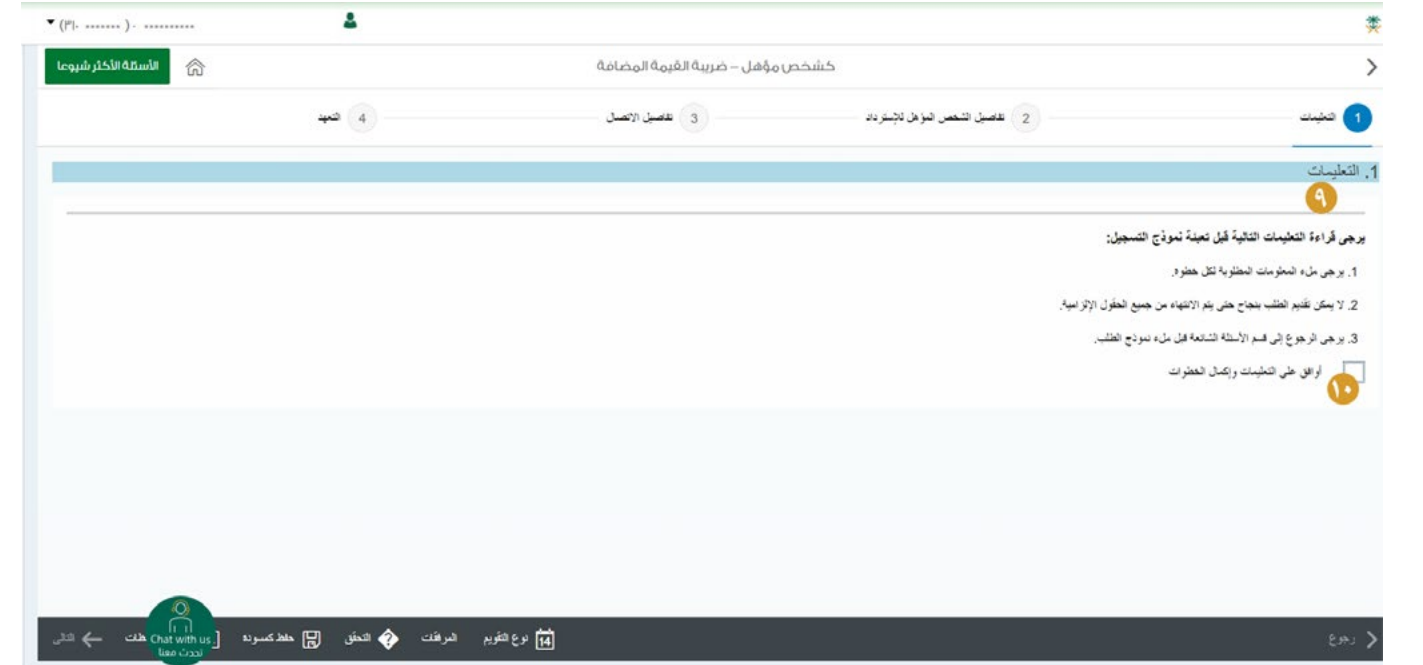 (٣١٠ ....... ) ٠ ..........
كشخص مؤهل – ضريبة القيمة المضافة
الأسئلة الأكثر شيوعا
1 التعليمات
2 تفاصيل الشخص المؤهل للإسترداد
3 تفاصيل الاتصال
4 التعهد
1. التعليمات
٩
يرجى قراءة التعليمات التالية قبل تعبئة نموذج التسجيل:
1. يرجى ملء المعلومات المطلوبة لكل خطوة.
2. لا يمكن تقديم الطلب بنجاح حتى يتم الانتهاء من جميع الحقول الإلزامية.
3. يرجى الرجوع إلى قسم الأسئلة الشائعة قبل ملء نموذج الطلب.
أوافق على التعليمات وإكمال الخطوات
١٠
رجوع
14 نوع التقويم
المرفقات
التحقق
حفظ كمسودة
Chat with us
تحدث معنا
التالي